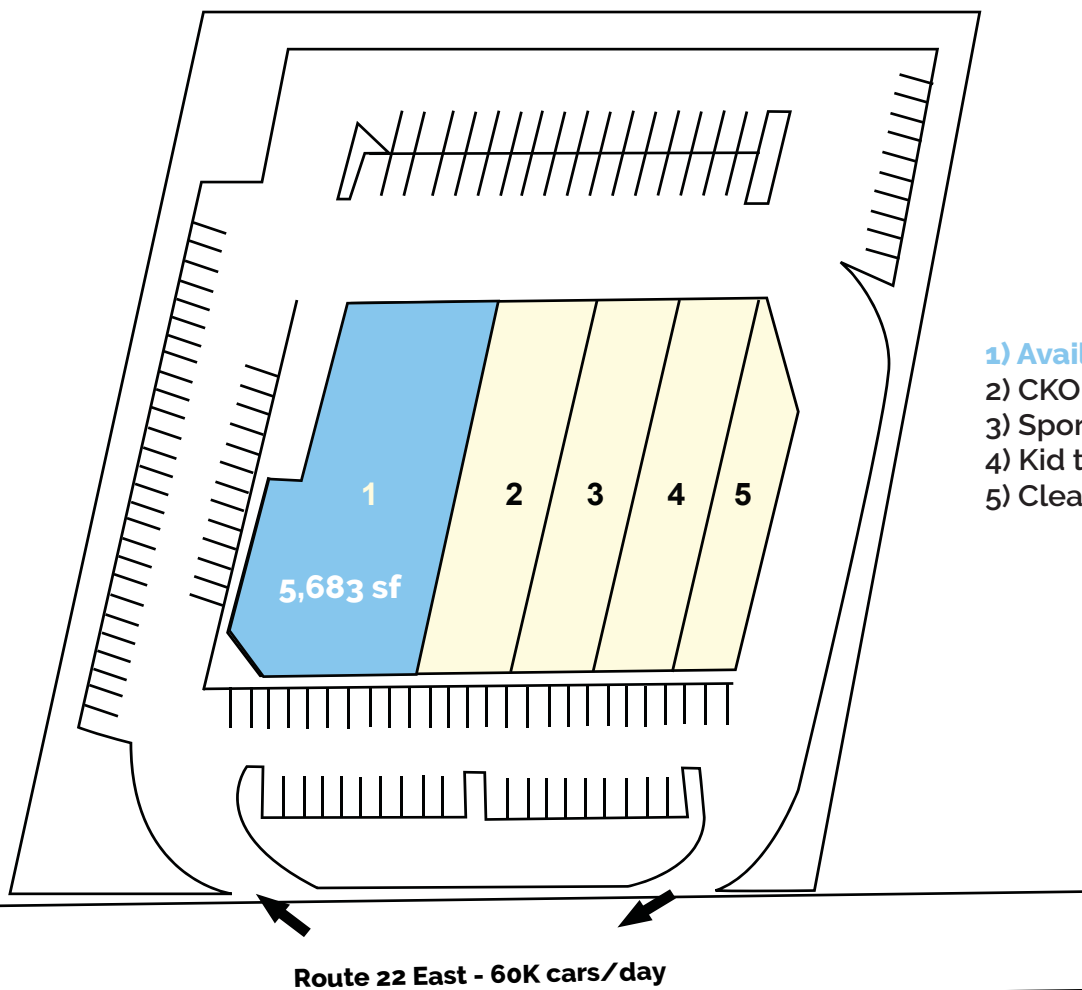 1) Avail
2) CKO
3) Spor
4) Kid t
5) Clea
1 2 3 4 5
5,683 sf
Route 22 East - 60K cars/day